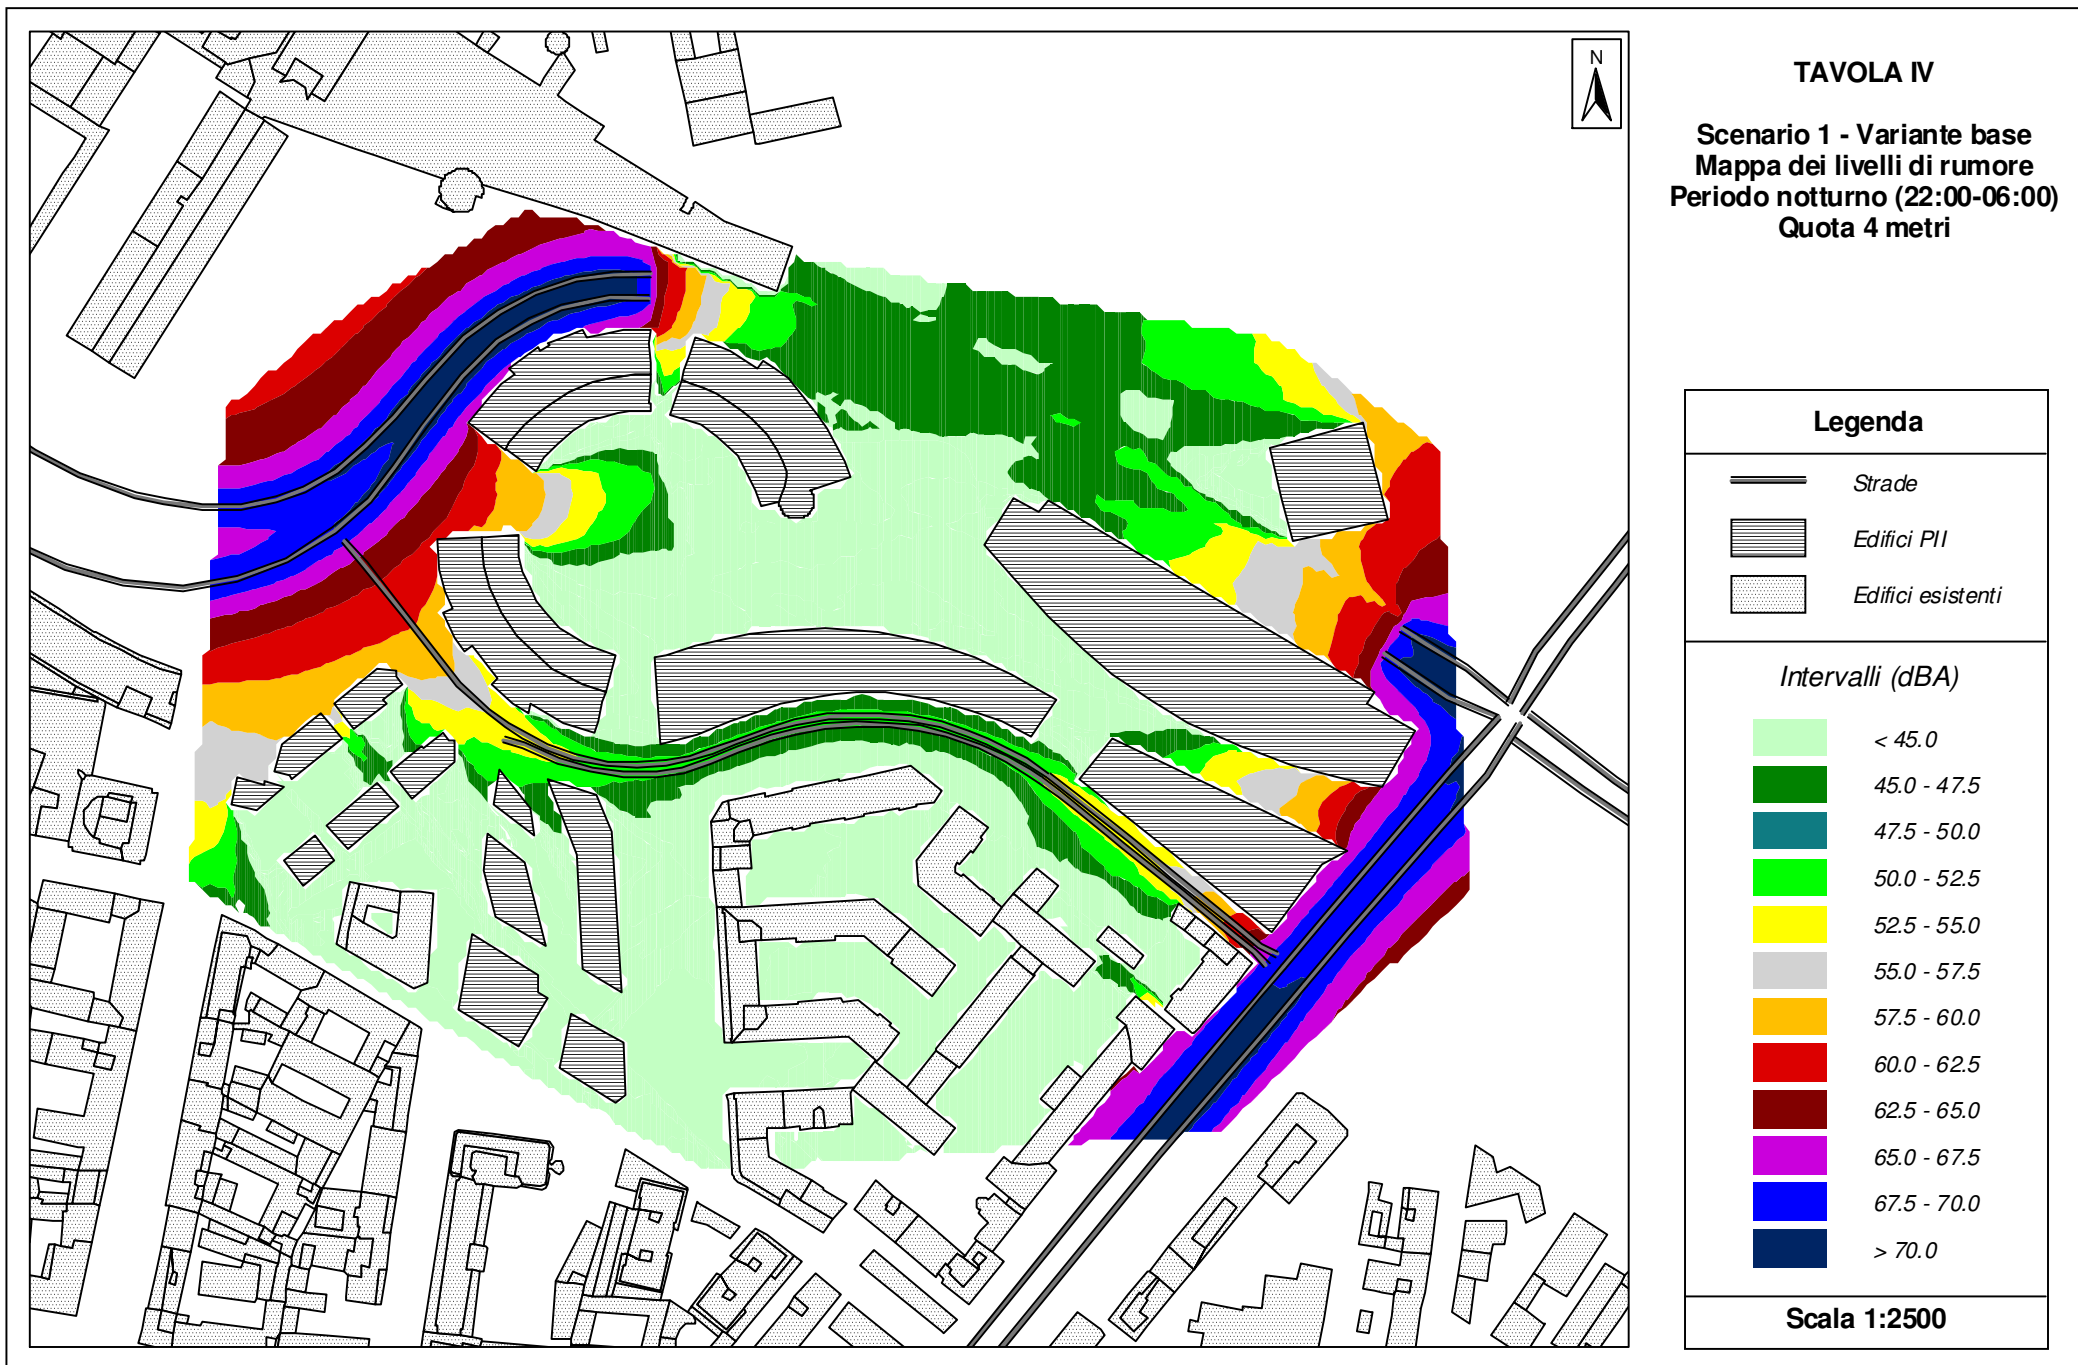 N
TAVOLA IV
Scenario 1 - Variante base
Mappa dei livelli di rumore
Periodo notturno (22:00-06:00)
Quota 4 metri
Legenda
Strade
Edifici PII
Edifici esistenti
Intervalli (dBA)
< 45.0
45.0 - 47.5
47.5 - 50.0
50.0 - 52.5
52.5 - 55.0
55.0 - 57.5
57.5 - 60.0
60.0 - 62.5
62.5 - 65.0
65.0 - 67.5
67.5 - 70.0
> 70.0
Scala 1:2500